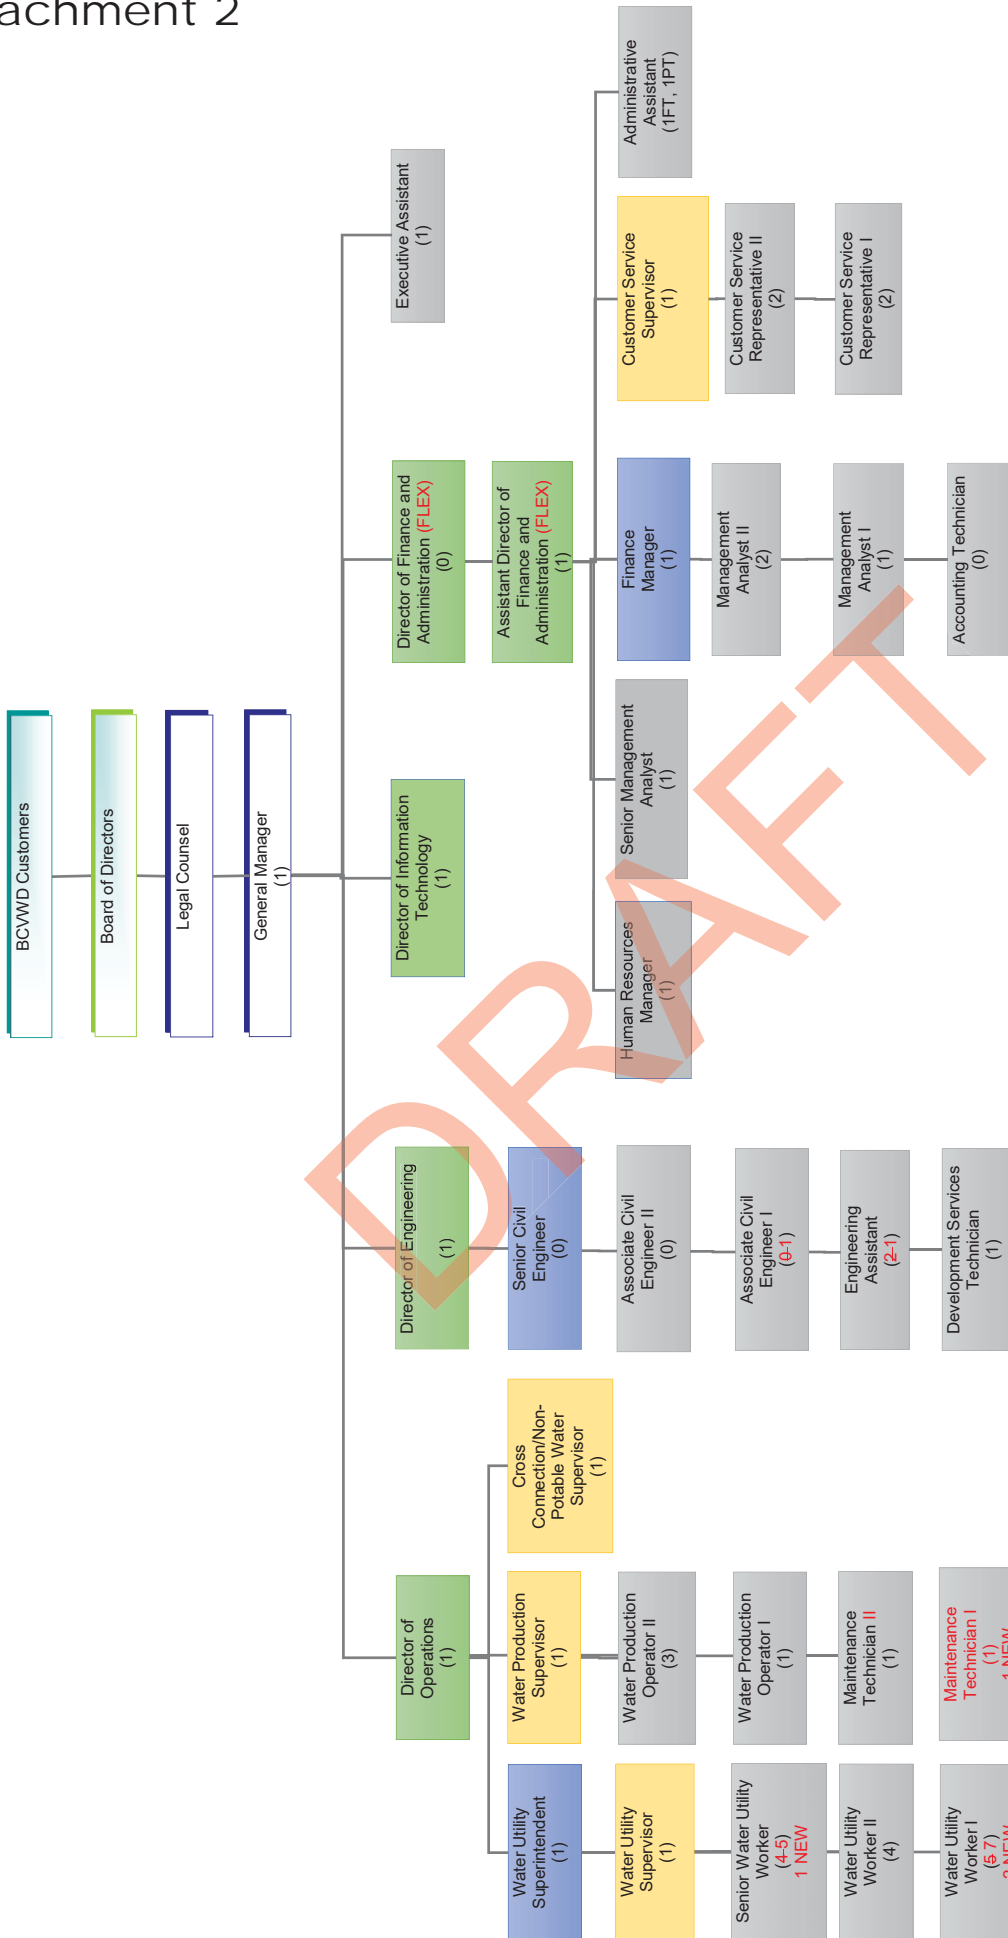 achment 2
BCVWD Customers
Board of Directors
Legal Counsel
General Manager
(1)
Director of
Operations
(1)
Director of Engineering
(1)
Director of Information
Technology
(1)
Director of Finance and
Administration (FLEX)
(0)
Executive Assistant
(1)
Assistant Director of
Finance and
Administration (FLEX)
(1)
Water Utility
Superintendent
(1)
Water Utility
Supervisor
(1)
Senior Water Utility
Worker
(4 5)
1 NEW
Water Utility
Worker II
(4)
Water Utility
Worker I
(5 7)
2 NEW
Water Production
Supervisor
(1)
Water Production
Operator II
(3)
Water Production
Operator I
(1)
Maintenance
Technician II
(1)
Maintenance
Technician I
(1)
1 NEW
Cross
Connection/Non-
Potable Water
Supervisor
(1)
Senior Civil
Engineer
(0)
Associate Civil
Engineer II
(0)
Associate Civil
Engineer I
(0 1)
Engineering
Assistant
(2 1)
Development Services
Technician
(1)
Human Resources
Manager
(1)
Senior Management
Analyst
(1)
Finance
Manager
(1)
Management
Analyst II
(2)
Management
Analyst I
(1)
Accounting Technician
(0)
Customer Service
Supervisor
(1)
Customer Service
Representative II
(2)
Customer Service
Representative I
(2)
Administrative
Assistant
(1FT, 1PT)
DRAFT